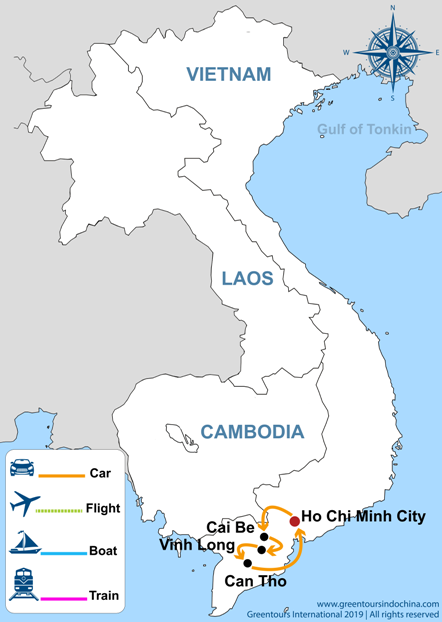 N
W E
S
VIETNAM
Gulf of Tonkin
LAOS
CAMBODIA
Car
Flight
Boat
Train
Ho Chi Minh City
Cai Be
Vinh Long
Can Tho
www.greentoursindochina.com
Greentours International 2019 | All rights reserved